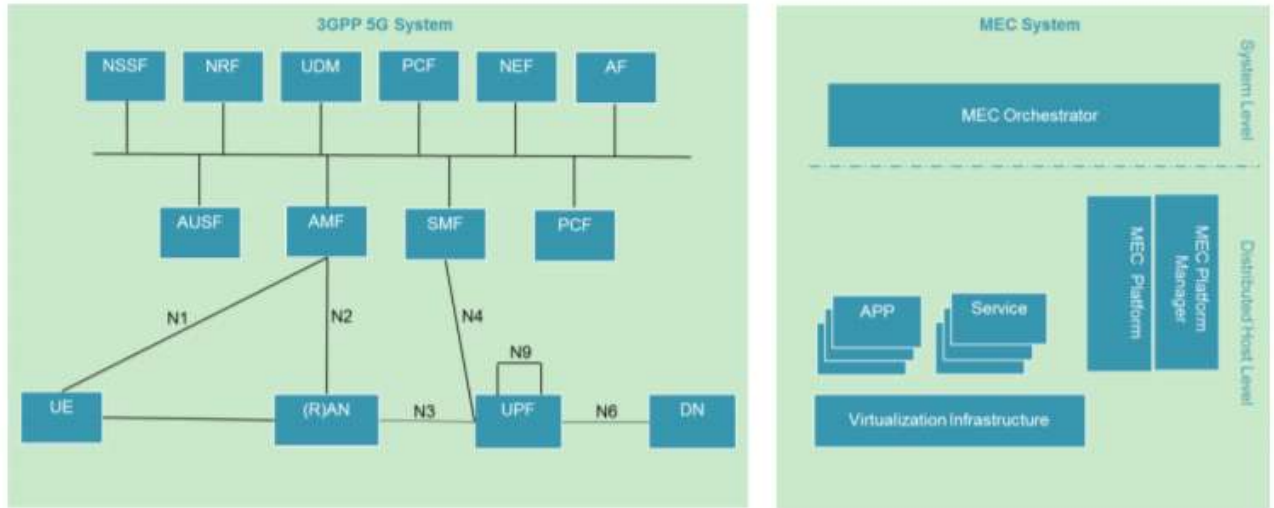 3GPP 5G System
NSSF
NRF
UDM
PCF
NEF
AF
AUSF
AMF
SMF
PCF
N1
N2
N4
N9
UE
(R)AN
N3
UPF
N6
DN
MEC System
System Level
MEC Orchestrator
Distributed Host Level
MEC Platform
MEC Platform
Manager
APP
Service
Virtualization Infrastructure